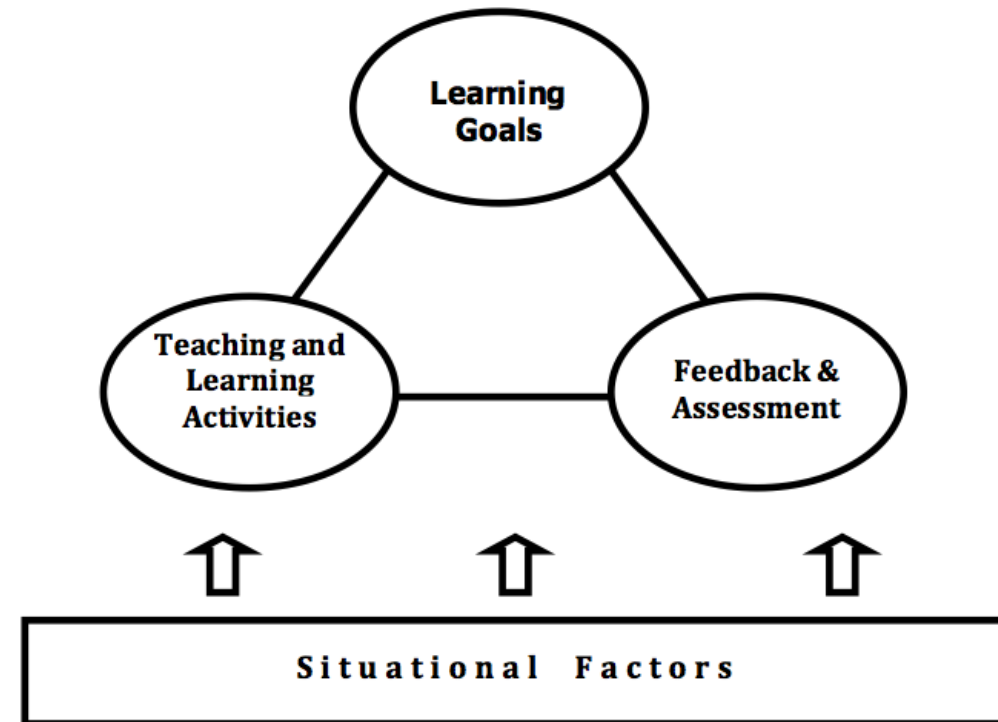 Learning
Goals
Teaching and
Learning
Activities
Feedback &
Assessment
Situational Factors